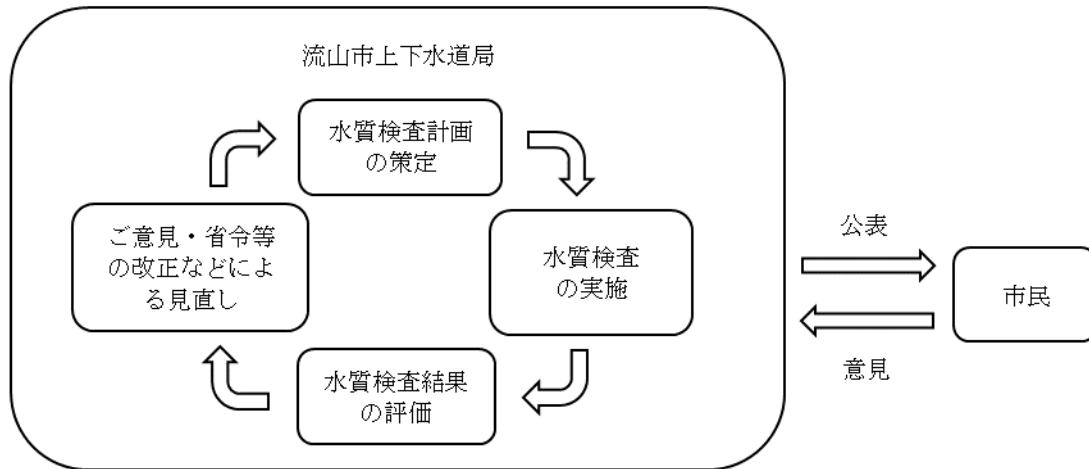 流山市上下水道局
水質検査計画
の策定
ご意見・省令等
の改正などによ
る見直し
水質検査
の実施
水質検査結果
の評価
公表
市民
意見